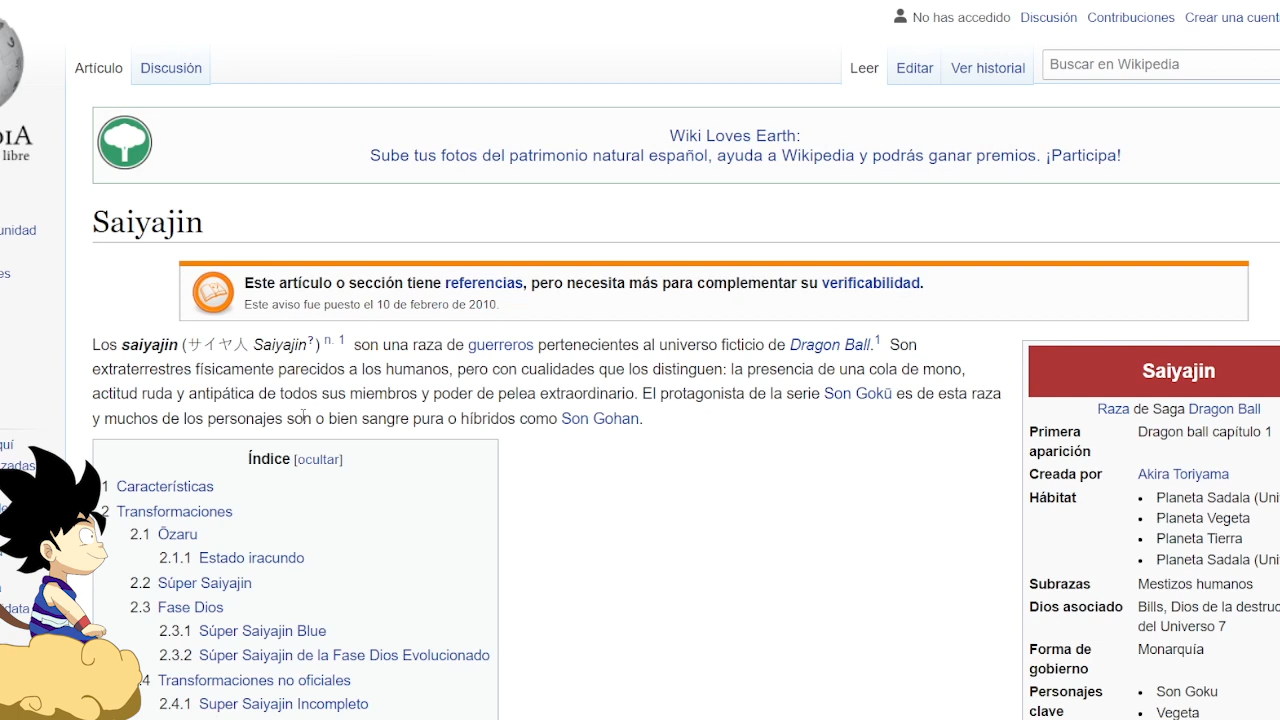 No has accedido Discusión Contribuciones Crear una cuent
Artículo Discusión Leer Editar Ver historial Buscar en Wikipedia
DIA
libre
Wiki Loves Earth:
Sube tus fotos del patrimonio natural español, ayuda a Wikipedia y podrás ganar premios. ¡Participa!
Saiyajin
unidad
es
Este artículo o sección tiene referencias, pero necesita más para complementar su verificabilidad.
Este aviso fue puesto el 10 de febrero de 2010.
Los saiyajin (サイヤ人 Saiyajin?) n. 1 son una raza de guerreros pertenecientes al universo ficticio de Dragon Ball.1 Son
extraterrestres físicamente parecidos a los humanos, pero con cualidades que los distinguen: la presencia de una cola de mono,
actitud ruda y antipática de todos sus miembros y poder de pelea extraordinario. El protagonista de la serie Son Gokū es de esta raza
y muchos de los personajes son o bien sangre pura o híbridos como Son Gohan.
quí
zadas
data
Índice [ocultar]
1 Características
2 Transformaciones
2.1 Ōzaru
2.1.1 Estado iracundo
2.2 Súper Saiyajin
2.3 Fase Dios
2.3.1 Súper Saiyajin Blue
2.3.2 Súper Saiyajin de la Fase Dios Evolucionado
.4 Transformaciones no oficiales
2.4.1 Super Saiyajin Incompleto
Saiyajin
Raza de Saga Dragon Ball
Primera aparición Dragon ball capítulo 1
Creada por Akira Toriyama
Hábitat • Planeta Sadala (Uni
• Planeta Vegeta
• Planeta Tierra
• Planeta Sadala (Uni
Subrazas Mestizos humanos
Dios asociado Bills, Dios de la destruc
del Universo 7
Forma de gobierno Monarquía
Personajes clave • Son Goku
• Vegeta